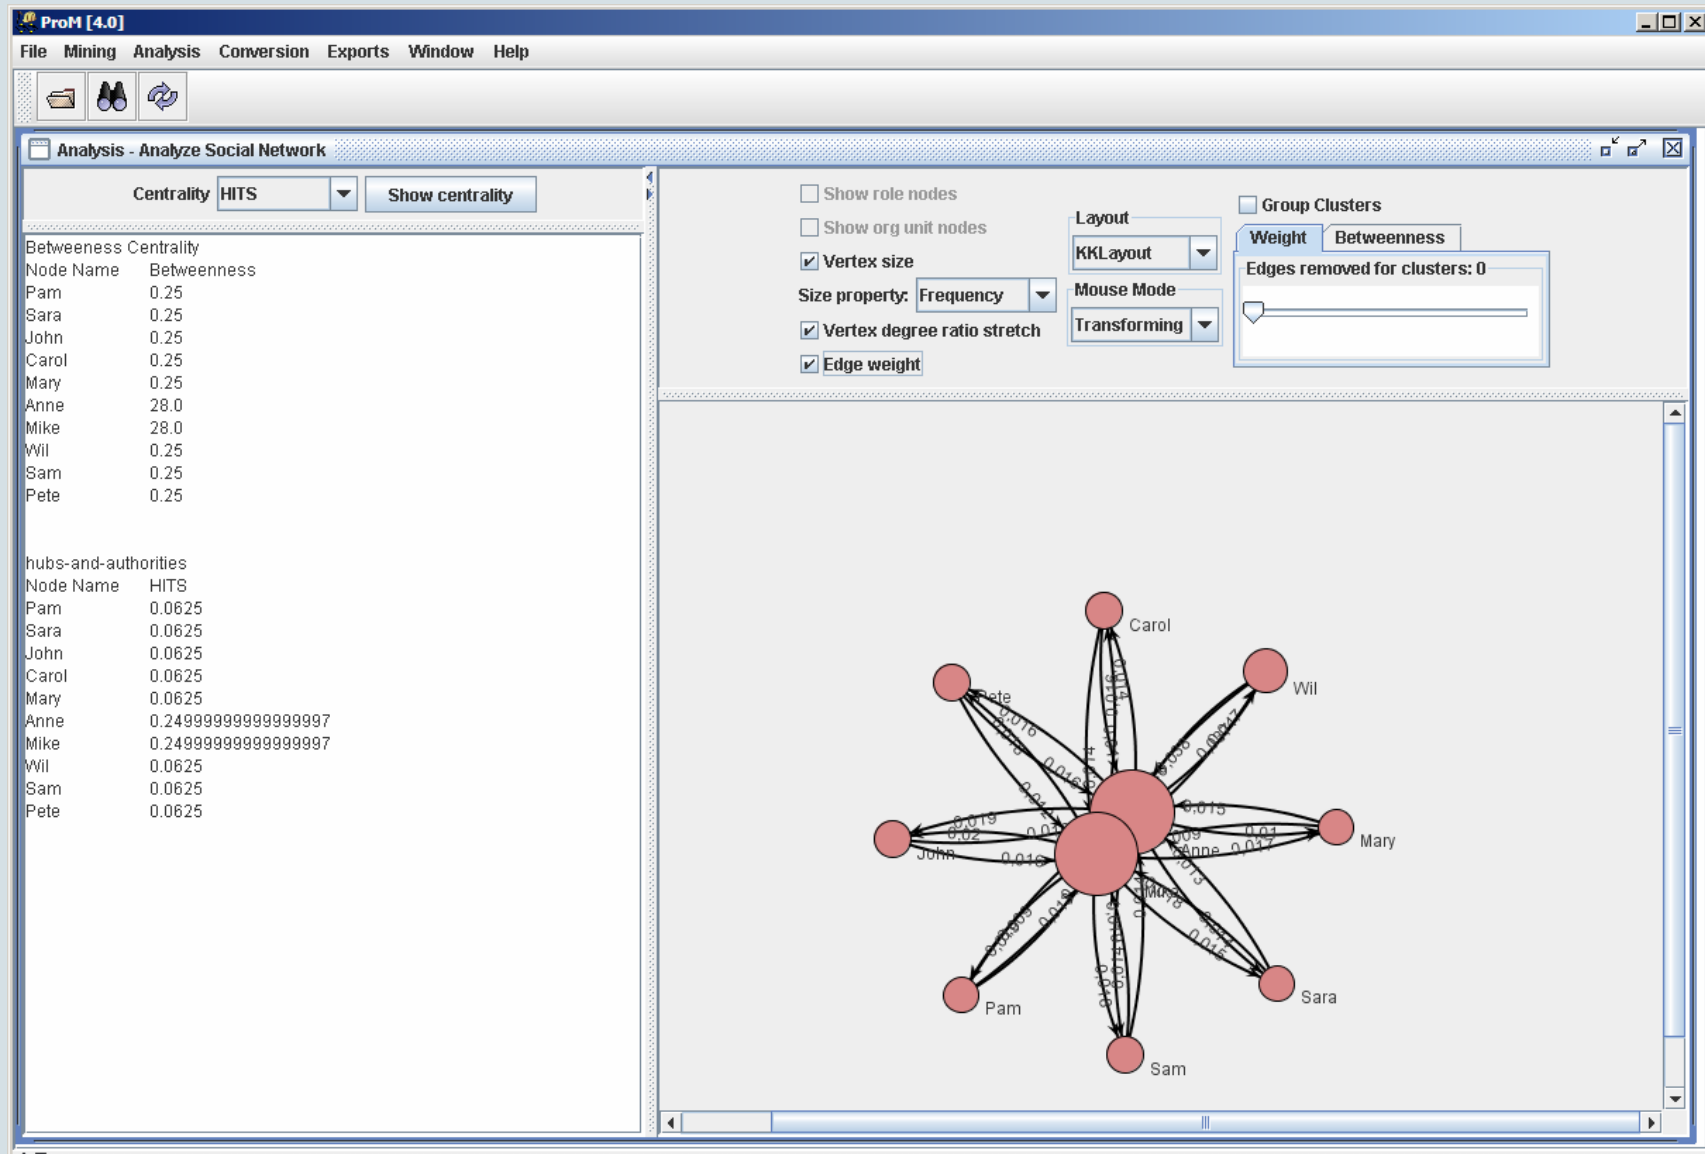 ProM [4.0]
File Mining Analysis Conversion Exports Window Help
Analysis - Analyze Social Network
Centrality HITS Show centrality
Betweeness Centrality
Node Name Betweenness
Pam 0.25
Sara 0.25
John 0.25
Carol 0.25
Mary 0.25
Anne 28.0
Mike 28.0
Wil 0.25
Sam 0.25
Pete 0.25
hubs-and-authorities
Node Name HITS
Pam 0.0625
Sara 0.0625
John 0.0625
Carol 0.0625
Mary 0.0625
Anne 0.24999999999999997
Mike 0.24999999999999997
Wil 0.0625
Sam 0.0625
Pete 0.0625
Show role nodes
Show org unit nodes
Vertex size
Size property: Frequency
Vertex degree ratio stretch
Edge weight
Layout
KKLayout
Mouse Mode
Transforming
Group Clusters
Weight Betweenness
Edges removed for clusters: 0
Carol
Wil
Pete
0,016
0,016
0,015
0,019
0,02
John
0,01
Mary
Anne
0,017
0,013
Mike
0,015
Sara
Pam
Sam